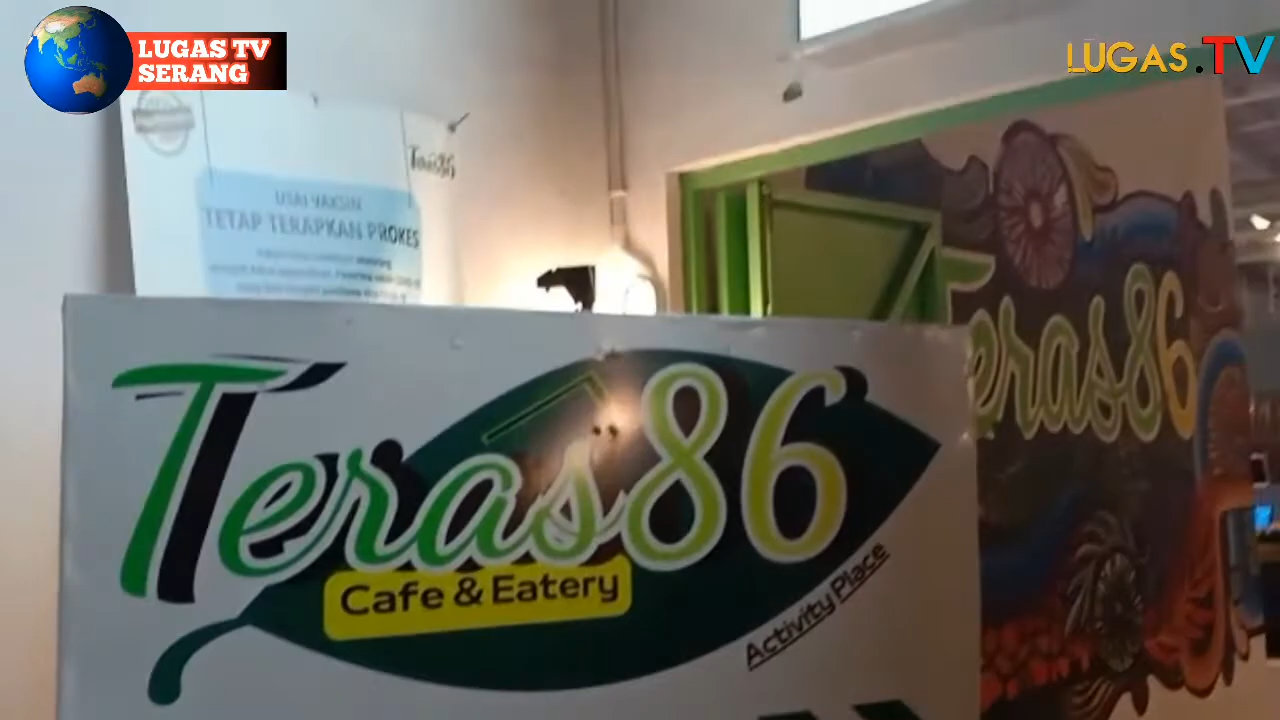 LUGAS TV
SERANG
LUGAS.TV
Teras86
USAI VAKSIN
TETAP TERAPKAN PROKES
Teras86
Cafe & Eatery
Activity Place
Teras86